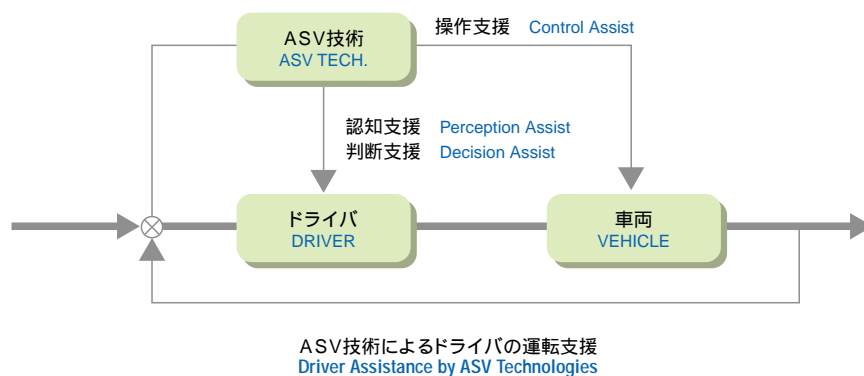 ASV技術
ASV TECH.
操作支援 Control Assist
認知支援 Perception Assist
判断支援 Decision Assist
ドライバ
DRIVER
車両
VEHICLE
ASV技術によるドライバの運転支援
Driver Assistance by ASV Technologies